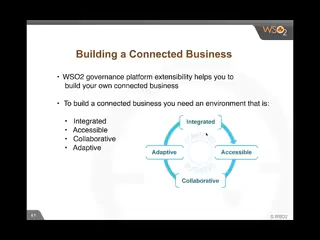 WSO2
Building a Connected Business
• WSO2 governance platform extensibility helps you to
build your own connected business
• To build a connected business you need an environment that is:
• Integrated
• Accessible
• Collaborative
• Adaptive
Integrated
Adaptive
Accessible
Collaborative
© WSO2